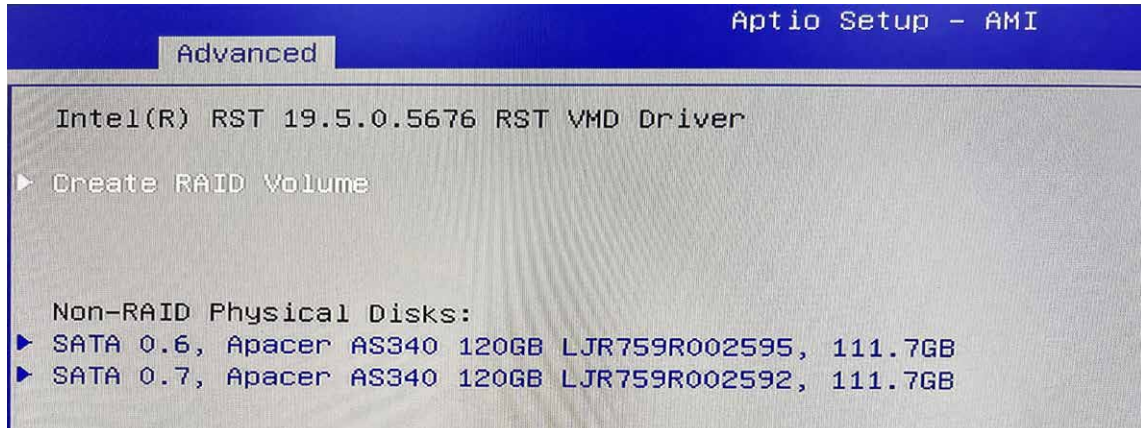 Aptio Setup - AMI
Advanced
Intel(R) RST 19.5.0.5676 RST VMD Driver
Create RAID Volume
Non-RAID Physical Disks:
SATA 0.6, Apacer AS340 120GB LJR759R002595, 111.7GB
SATA 0.7, Apacer AS340 120GB LJR759R002592, 111.7GB